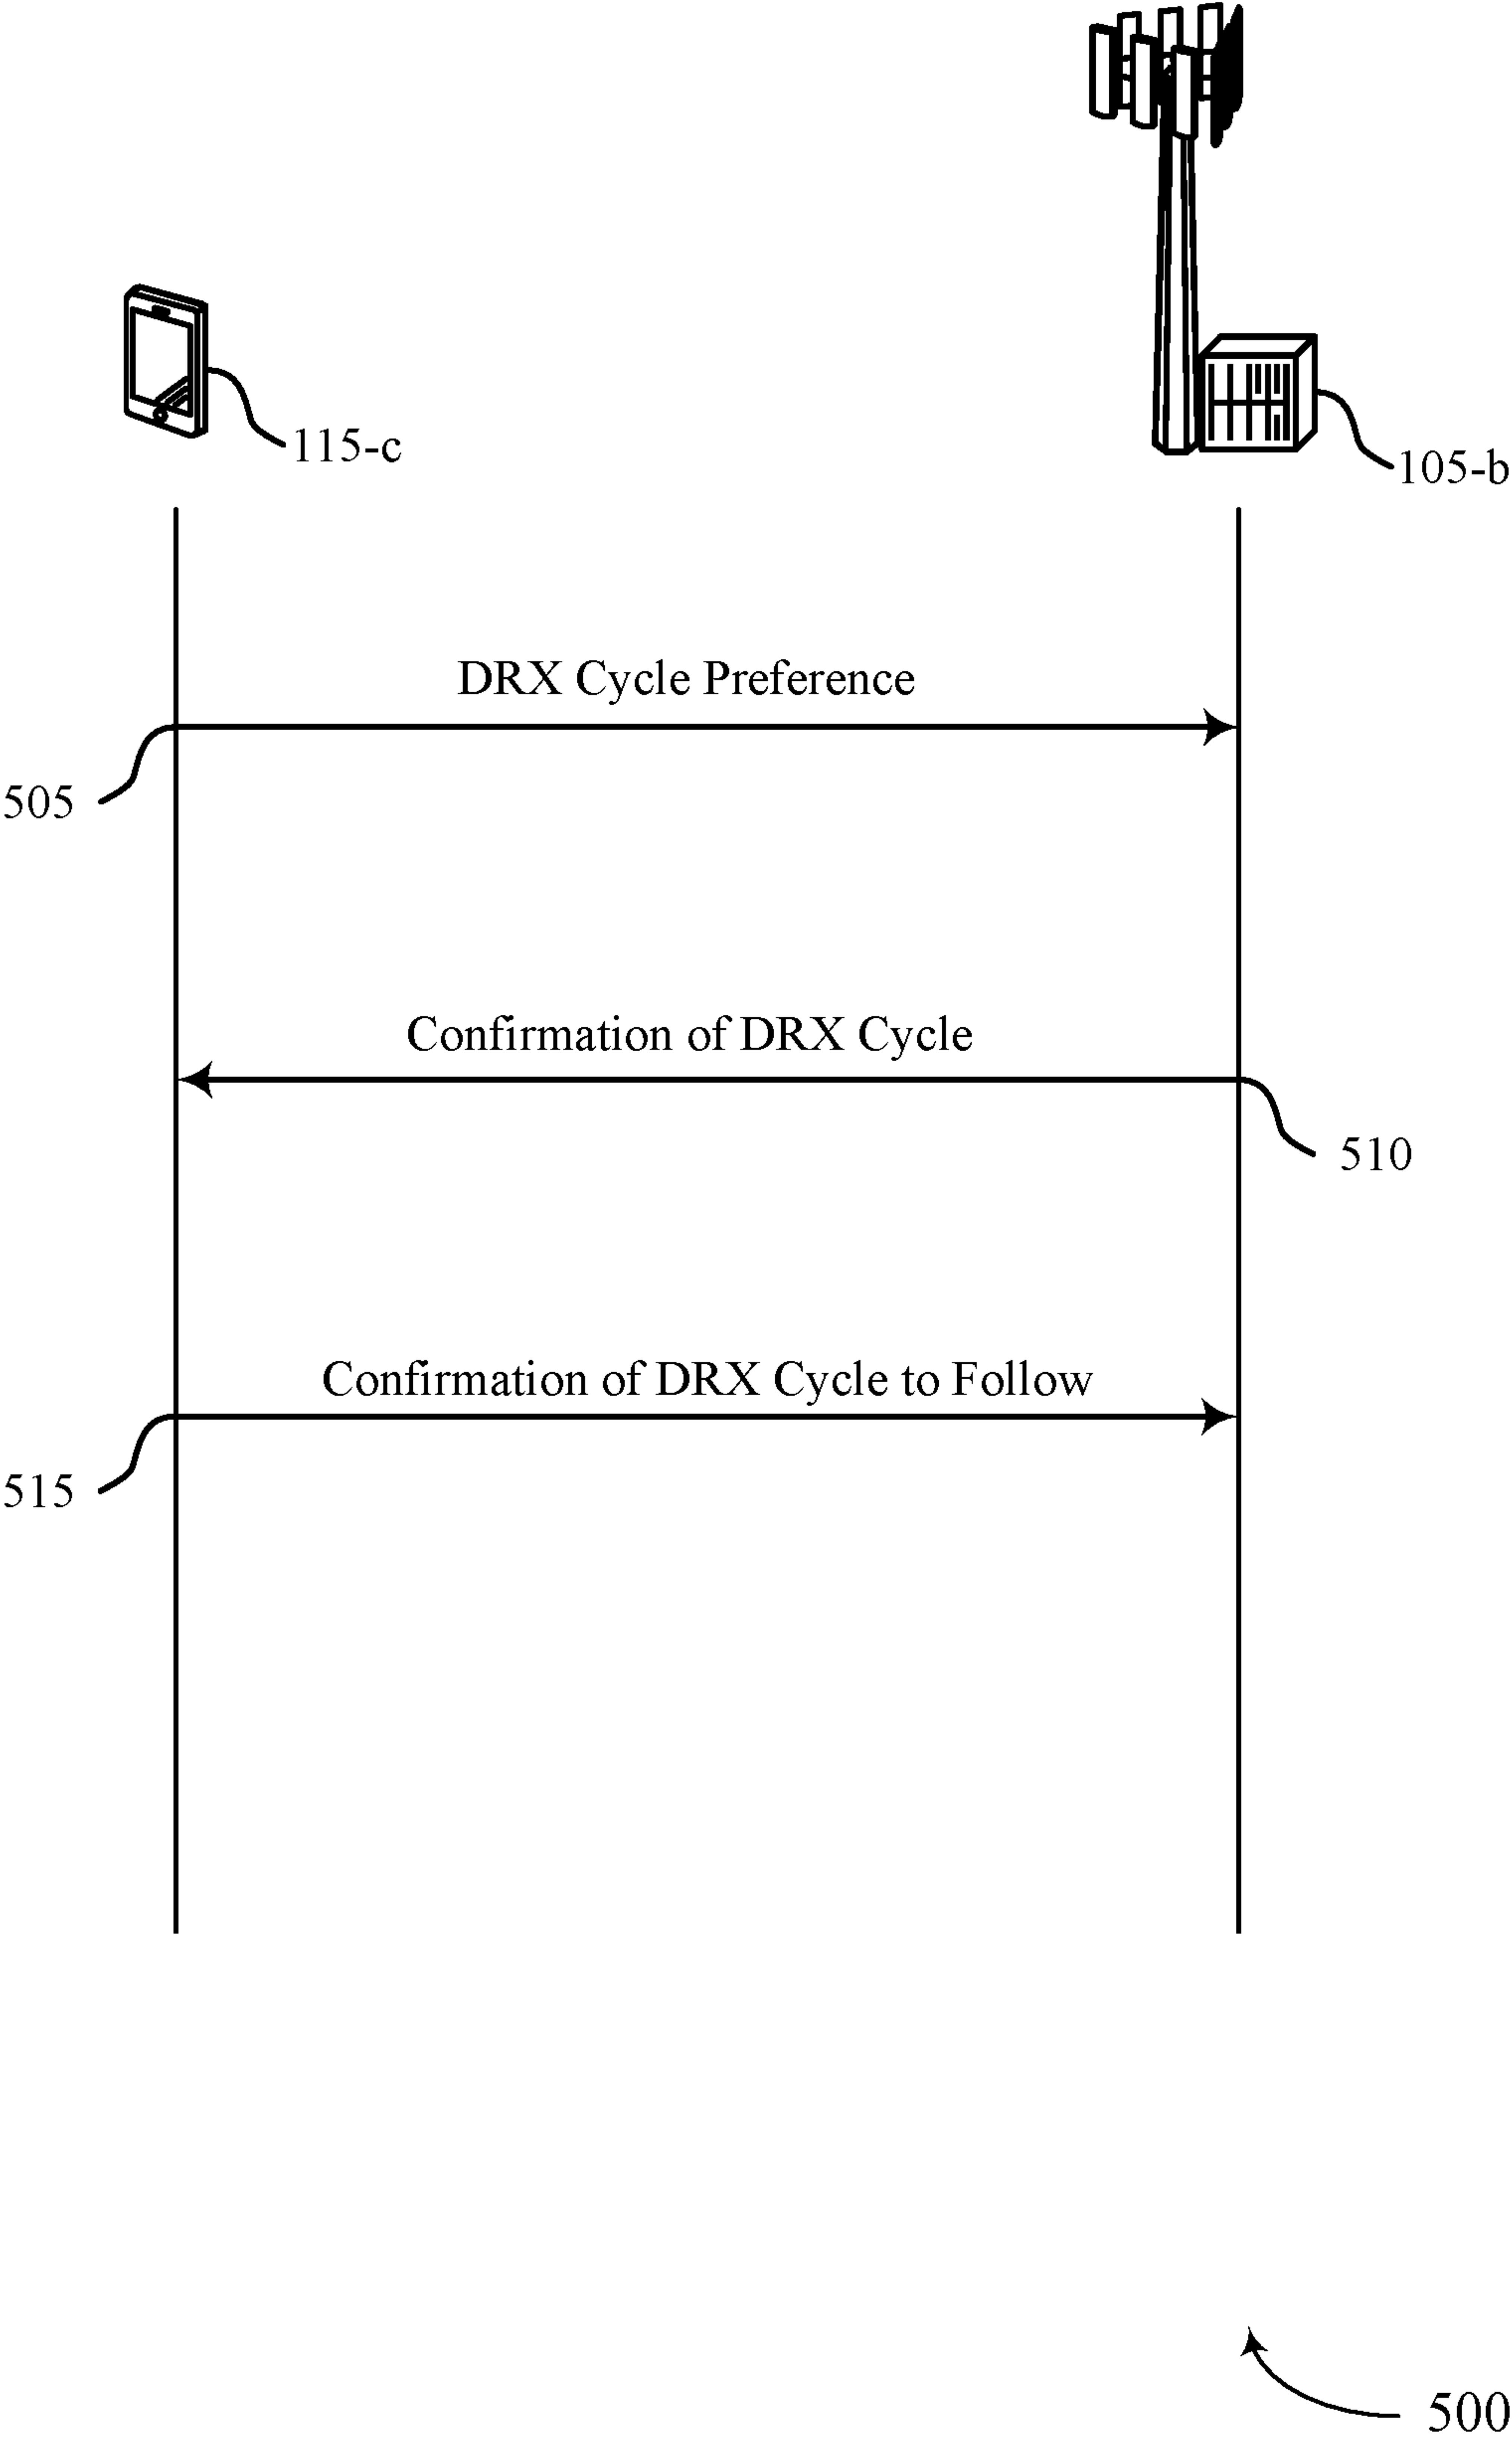 115-c
105-b
DRX Cycle Preference
505
Confirmation of DRX Cycle
510
Confirmation of DRX Cycle to Follow
515
500